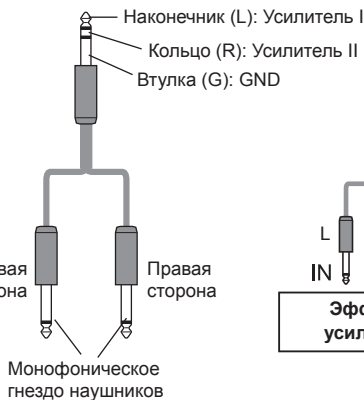 Наконечник (L): Усилитель I
Кольцо (R): Усилитель II
Втулка (G): GND
Правая
сторона
Монофоническое
гнездо наушников
L
IN